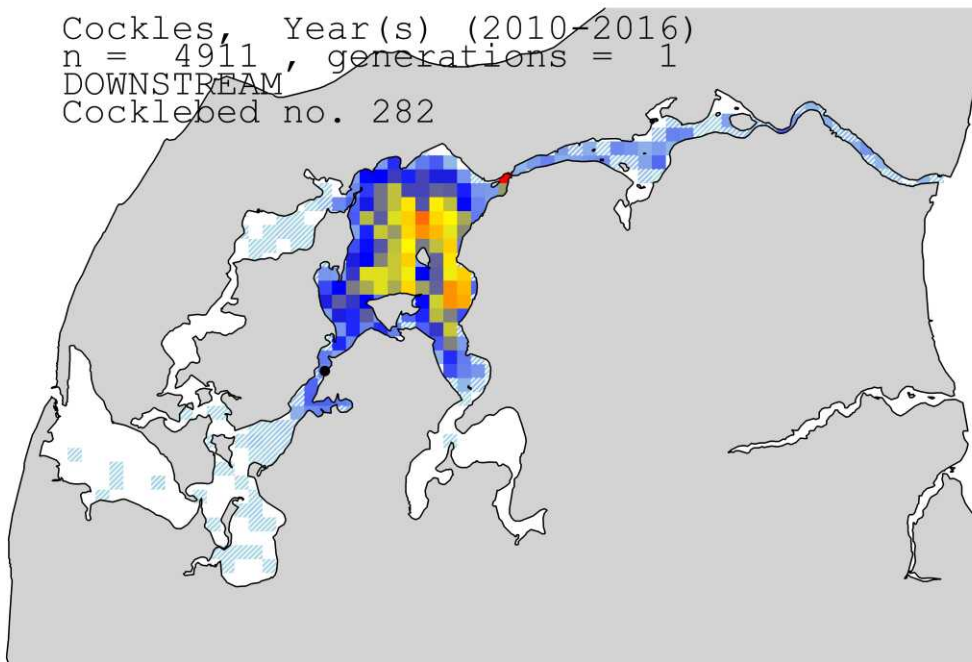 Cockles, Year(s) (2010-2016)
n = 4911 , generations = 1
DOWNSTREAM
Cocklebed no. 282